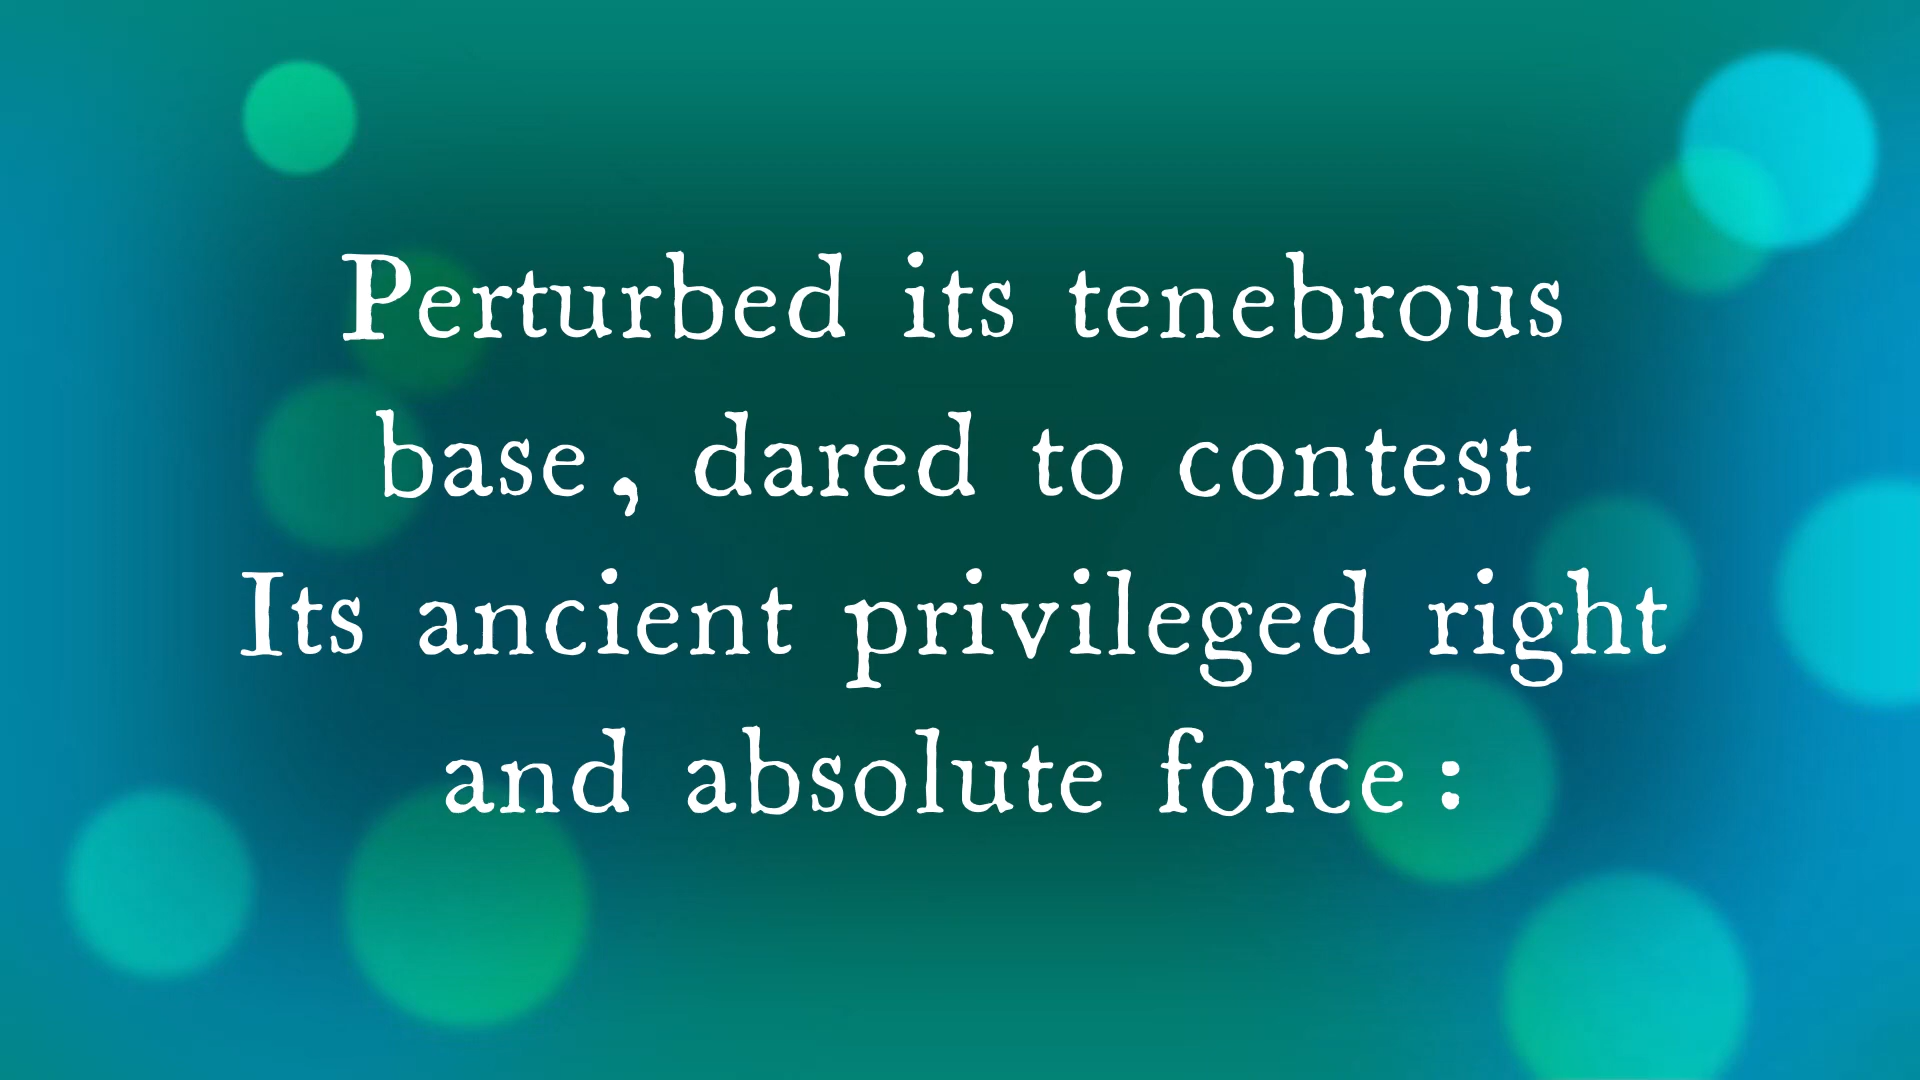 Perturbed its tenebrous
base, dared to contest
Its ancient privileged right
and absolute force: